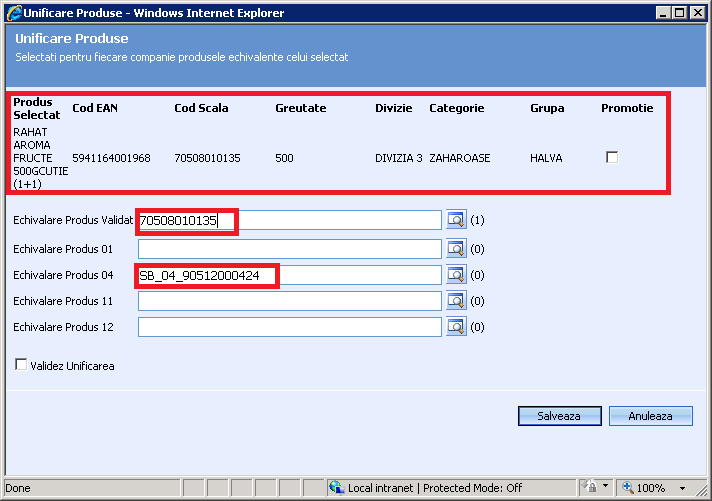 Unificare Produse - Windows Internet Explorer
Unificare Produse
Selectati pentru fiecare companie produsele echivalente celui selectat
Produs Selectat Cod EAN Cod Scala Greutate Divizie Categorie Grupa Promotie
RAHAT
AROMA
FRUCTE 5941164001968 70508010135 500 DIVIZIA 3 ZAHAROASE HALVA
500GCUTIE
(1+1)
Echivalare Produs Validat 70508010135 (1)
Echivalare Produs 01 (0)
Echivalare Produs 04 SB_04_90512000424 (0)
Echivalare Produs 11 (0)
Echivalare Produs 12 (0)
Validez Unificarea
Salveaza Anuleaza
Done Local intranet | Protected Mode: Off 100%